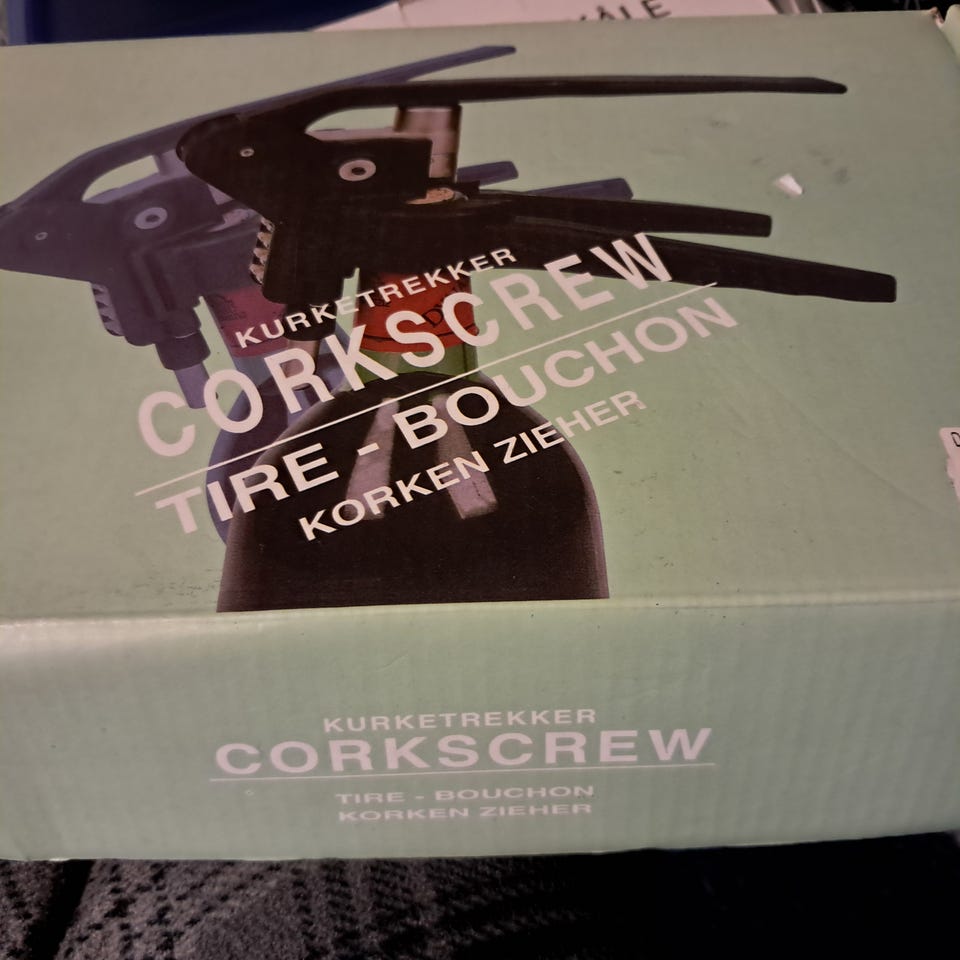 KURKETREKKER
CORKSCREW
TIRE - BOUCHON
KORKEN ZIEHER
KURKETREKKER
CORKSCREW
TIRE - BOUCHON
KORKEN ZIEHER